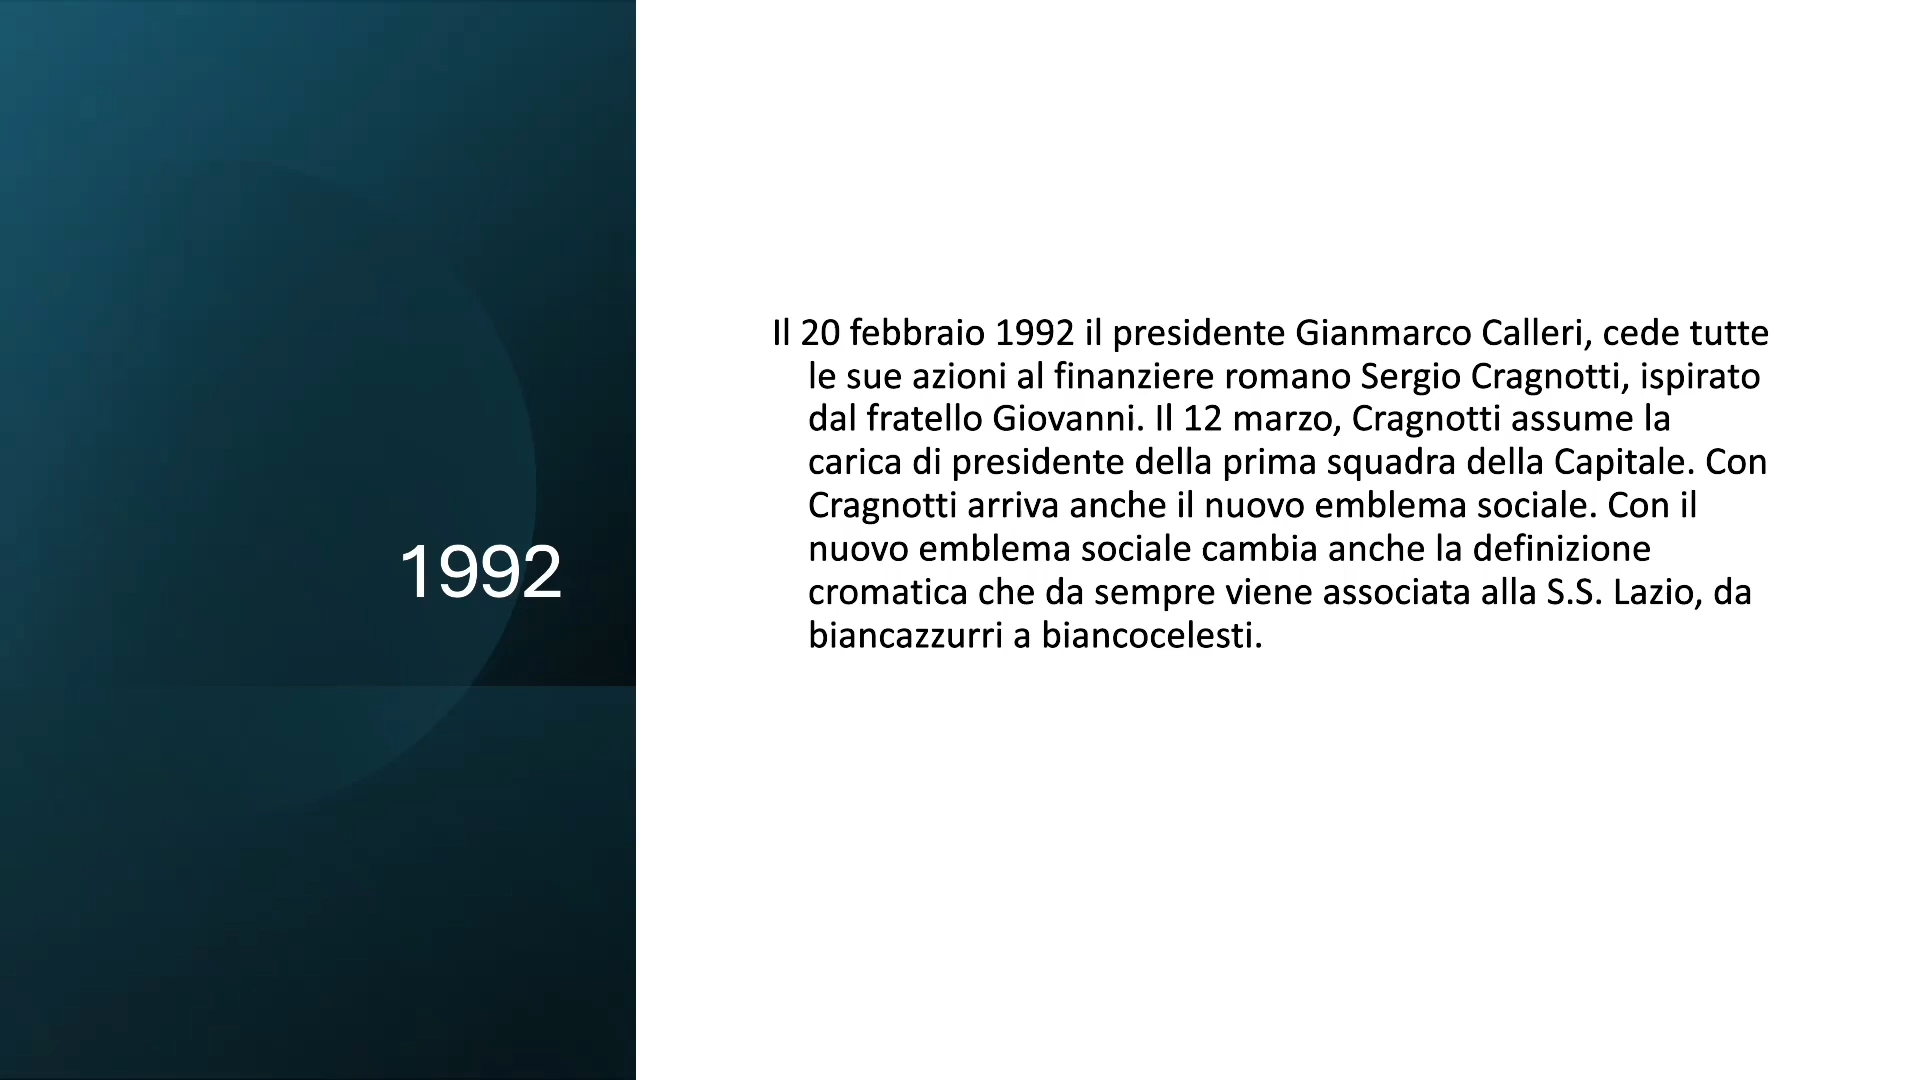 1992
Il 20 febbraio 1992 il presidente Gianmarco Calleri, cede tutte
le sue azioni al finanziere romano Sergio Cragnotti, ispirato
dal fratello Giovanni. Il 12 marzo, Cragnotti assume la
carica di presidente della prima squadra della Capitale. Con
Cragnotti arriva anche il nuovo emblema sociale. Con il
nuovo emblema sociale cambia anche la definizione
cromatica che da sempre viene associata alla S.S. Lazio, da
biancazzurri a biancocelesti.